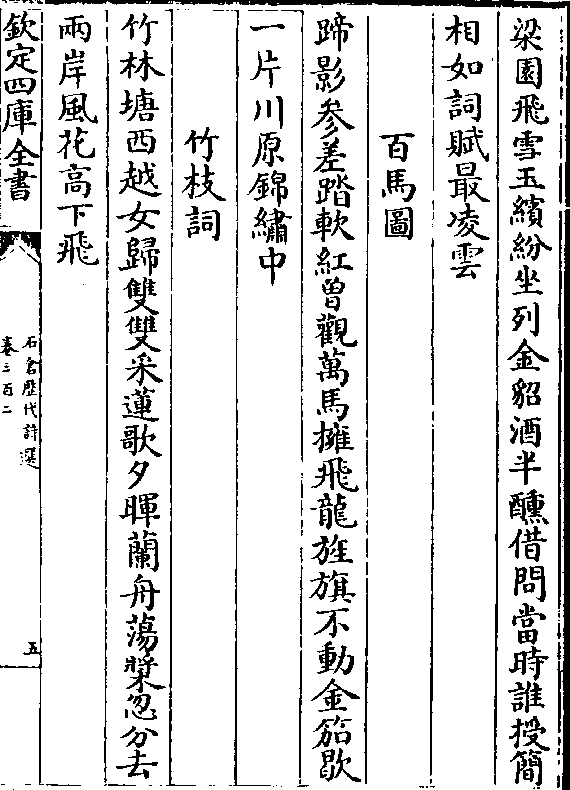 梁園飛雪玉繽紛坐列金貂酒半醺借問當時誰授簡
相如詞賦最凌雲
百馬圖
蹄影参差踏軟紅曽觀萬馬擁飛龍旌旗不動金笳歇
一片川原錦繡中
竹枝詞
竹林塘西越女歸雙雙采蓮歌夕暉蘭舟蕩槳忽分去
兩岸風花高下飛
欽定四庫全書
石倉歴代詩選
卷三百二
五